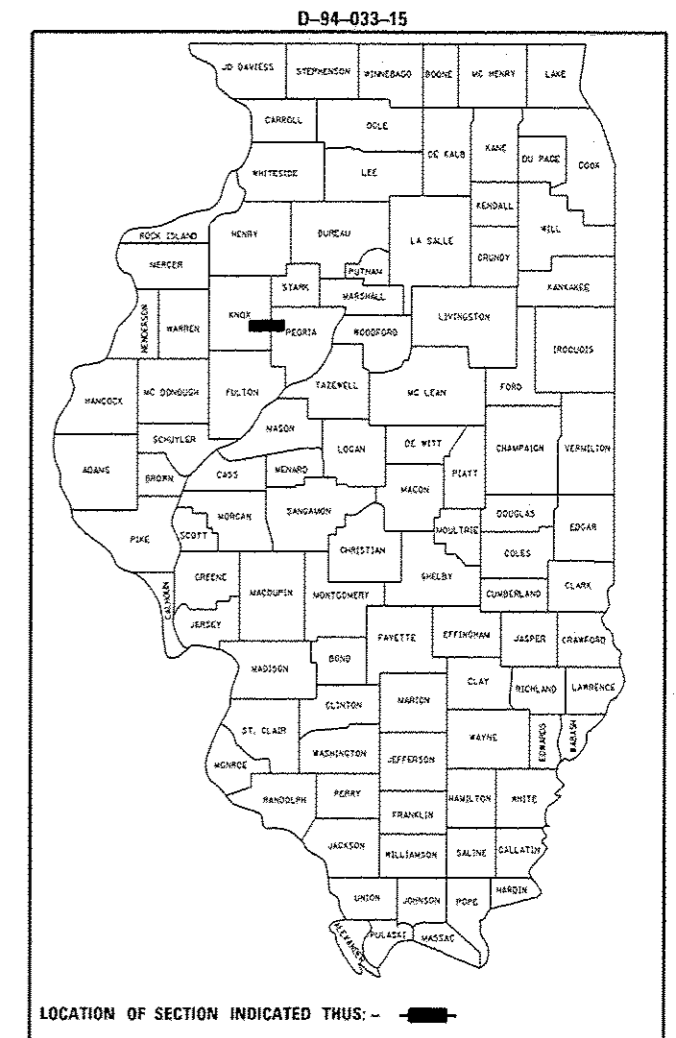 D-94-033-15
JO DAVIESS STEPHENSON WINNEBAGO BOONE MC HENRY LAKE
CARROLL OGLE DE KALB KANE DU PAGE COOK
WHITESIDE LEE KENDALL WILL
ROCK ISLAND HENRY BUREAU LA SALLE GRUNDY
MERCER PUTNAM KANKAKEE
STARK MARSHALL
HENDERSON WARREN KNOX PEORIA WOODFORD LIVINGSTON IROQUOIS
HANCOCK MC DONOUGH FULTON TAZEWELL MC LEAN FORD
MASON
SCHUYLER LOGAN DE WITT CHAMPAIGN VERMILION
ADAMS BROWN CASS MENARD PIATT
MACON
MORGAN SANGAMON DOUGLAS
PIKE SCOTT MOULTRIE EDGAR
CHRISTIAN COLES
GREENE SHELBY
CALHOUN MACOUPIN MONTGOMERY CUMBERLAND CLARK
JERSEY FAYETTE EFFINGHAM JASPER CRAWFORD
MADISON BOND
CLAY RICHLAND LAWRENCE
CLINTON MARION
ST. CLAIR WAYNE EDWARDS WABASH
WASHINGTON JEFFERSON
MONROE
RANDOLPH PERRY HAMILTON WHITE
FRANKLIN
JACKSON WILLIAMSON SALINE GALLATIN
UNION JOHNSON POPE HARDIN
ALEXANDER PULASKI MASSAC
LOCATION OF SECTION INDICATED THUS: -